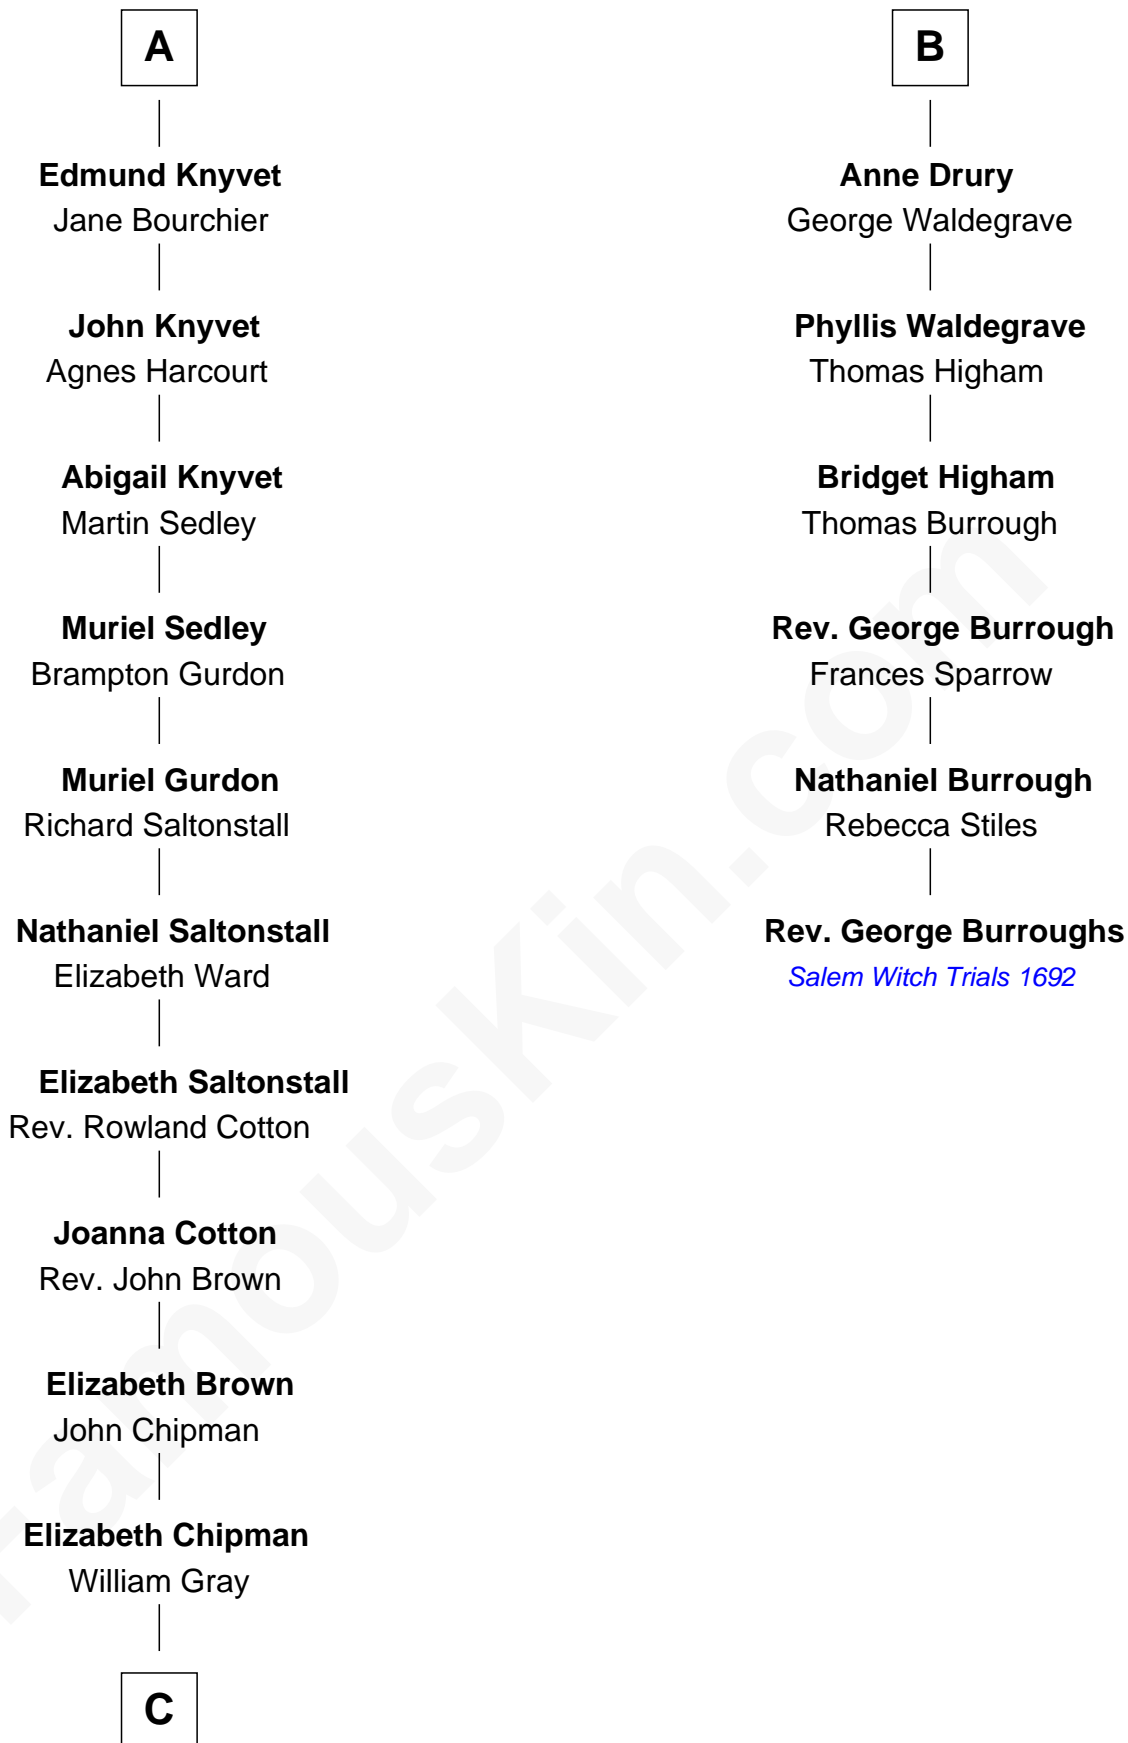 A
Edmund Knyvet
Jane Bourchier
John Knyvet
Agnes Harcourt
Abigail Knyvet
Martin Sedley
Muriel Sedley
Brampton Gurdon
Muriel Gurdon
Richard Saltonstall
Nathaniel Saltonstall
Elizabeth Ward
Elizabeth Saltonstall
Rev. Rowland Cotton
Joanna Cotton
Rev. John Brown
Elizabeth Brown
John Chipman
Elizabeth Chipman
William Gray
C
B
Anne Drury
George Waldegrave
Phyllis Waldegrave
Thomas Higham
Bridget Higham
Thomas Burrough
Rev. George Burrough
Frances Sparrow
Nathaniel Burrough
Rebecca Stiles
Rev. George Burroughs
Salem Witch Trials 1692
FamousKin.com